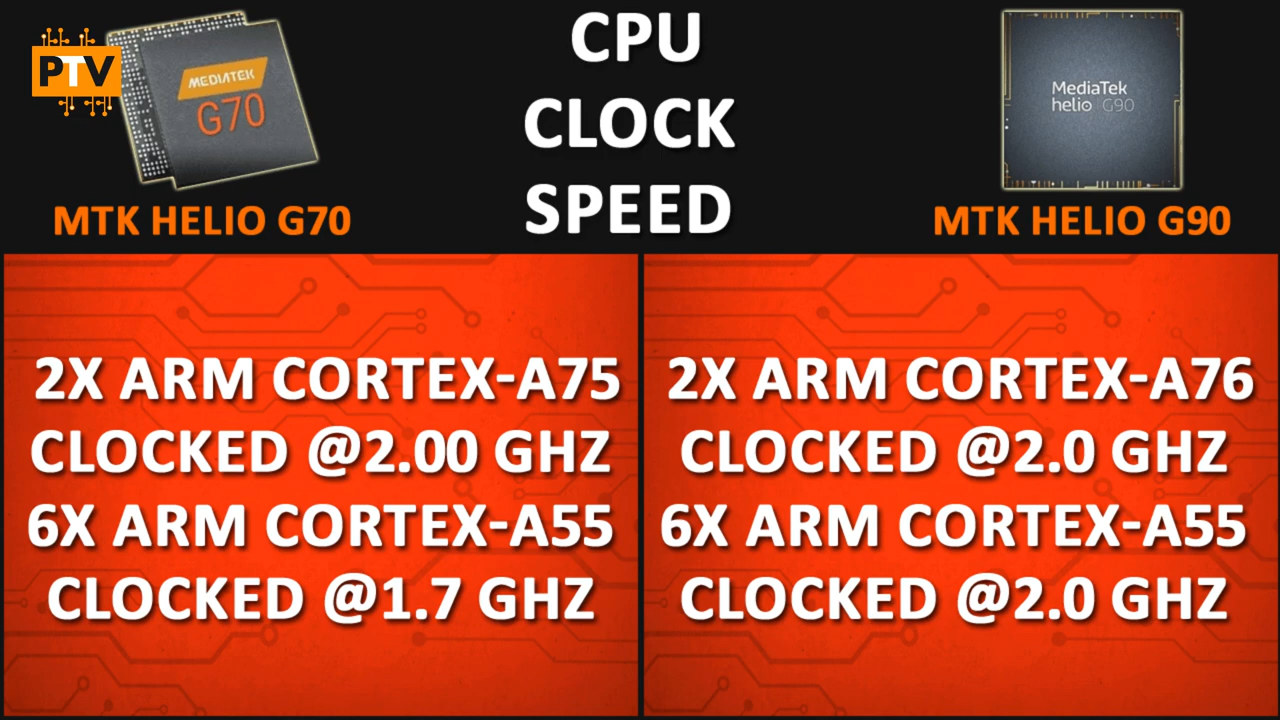 PTV
MEDIATEK
G70
MTK HELIO G70
CPU
CLOCK
SPEED
MediaTek
helio G90
MTK HELIO G90
2X ARM CORTEX-A75
CLOCKED @2.00 GHZ
6X ARM CORTEX-A55
CLOCKED @1.7 GHZ
2X ARM CORTEX-A76
CLOCKED @2.0 GHZ
6X ARM CORTEX-A55
CLOCKED @2.0 GHZ